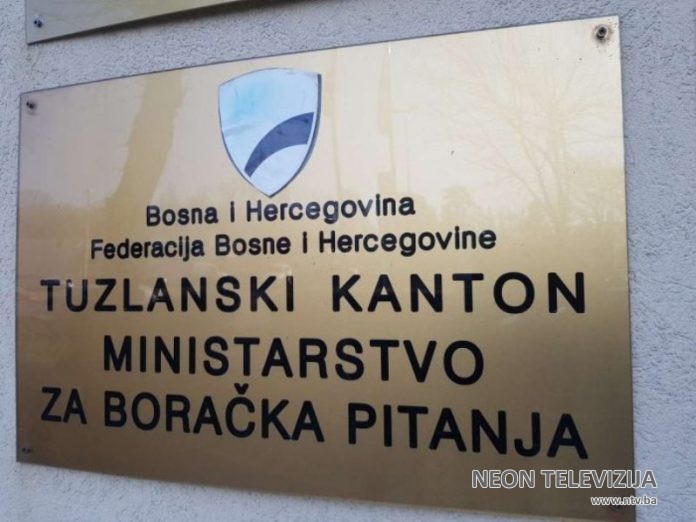 Bosna i Hercegovina
Federacija Bosne i Hercegovine
TUZLANSKI KANTON
MINISTARSTVO
ZA BORAČKA PITANJA
NEON TELEVIZIJA
www.ntv.ba